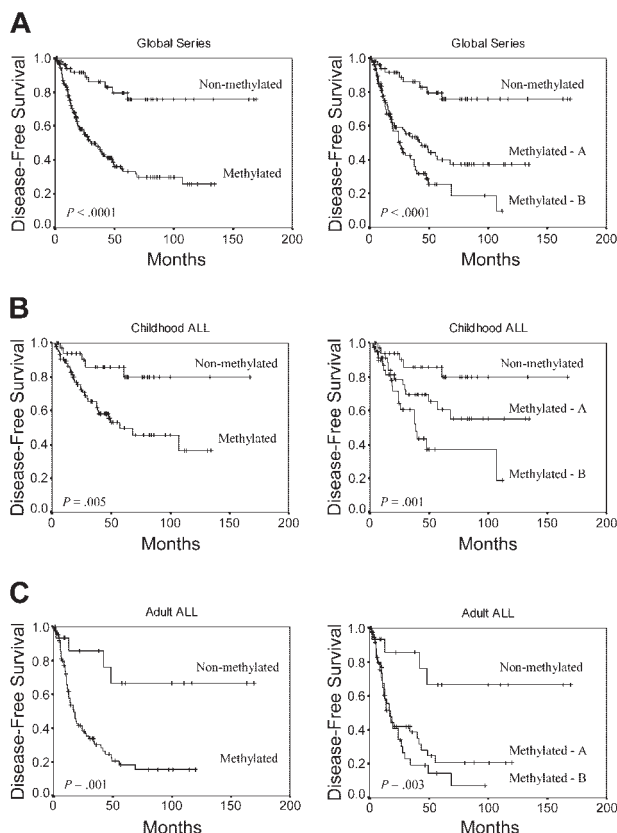 A
Global Series
Disease-Free Survival
1.0
0.8
0.6
0.4
0.2
0.0
Non-methylated
Methylated
P < .0001
0 50 100 150 200
Months
Global Series
Disease-Free Survival
1.0
0.8
0.6
0.4
0.2
0.0
Non-methylated
Methylated - A
Methylated - B
P < .0001
0 50 100 150 200
Months
B
Childhood ALL
Disease-Free Survival
1.0
0.8
0.6
0.4
0.2
0.0
Non-methylated
Methylated
P = .005
0 50 100 150 200
Months
Childhood ALL
Disease-Free Survival
1.0
0.8
0.6
0.4
0.2
0.0
Non-methylated
Methylated - A
Methylated - B
P = .001
0 50 100 150 200
Months
C
Adult ALL
Disease-Free Survival
1.0
0.8
0.6
0.4
0.2
0.0
Non-methylated
Methylated
P = .001
0 50 100 150 200
Months
Adult ALL
Disease-Free Survival
1.0
0.8
0.6
0.4
0.2
0.0
Non-methylated
Methylated - A
Methylated - B
P = .003
0 50 100 150 200
Months